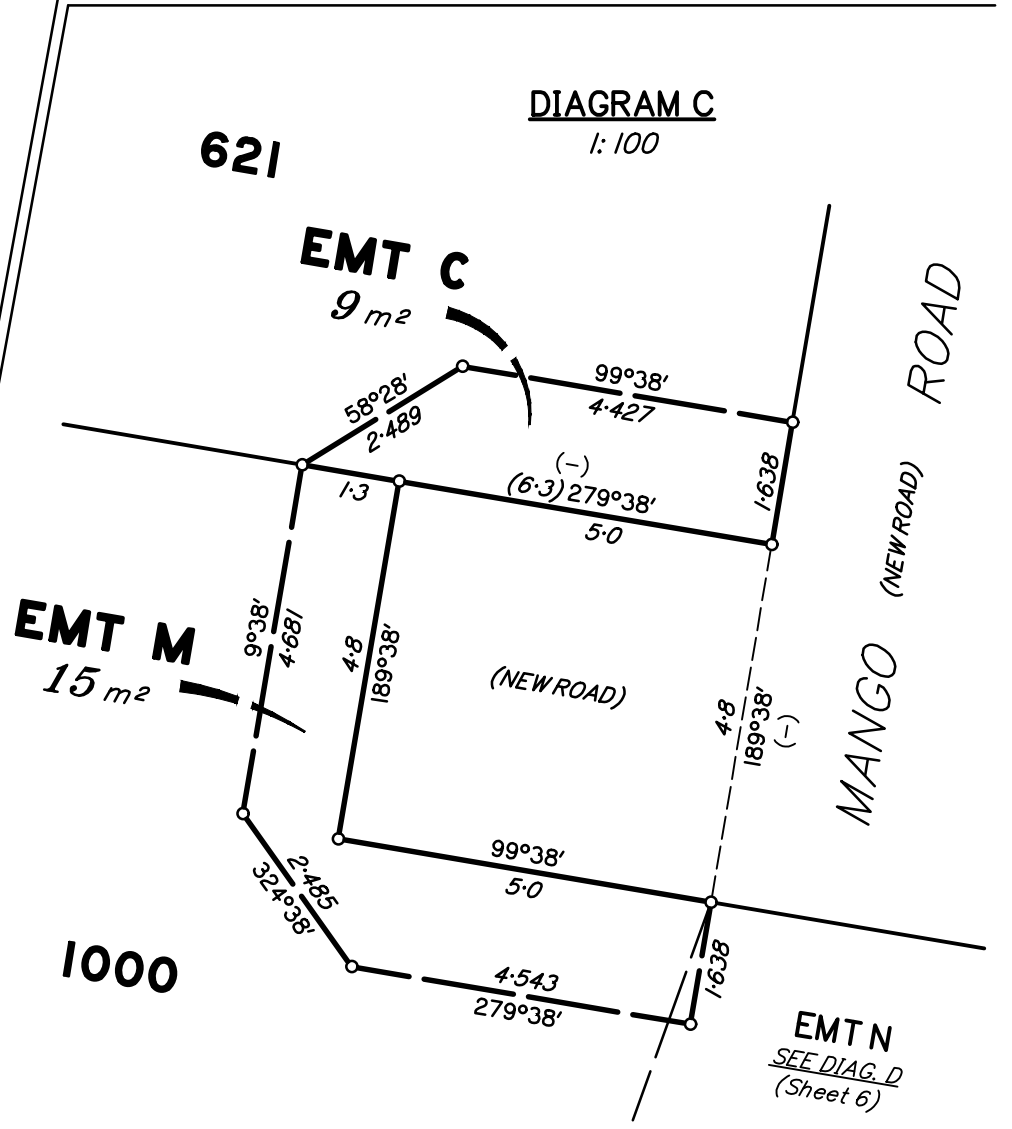 DIAGRAM C
1:100
621
EMT C
9 m²
58°28'
2·489
99°38'
4·427
1·638
1·3
(–)
(6·3) 279°38'
5·0
ROAD
(NEW ROAD)
MANGO
EMT M
15 m²
9°38'
4·681
4·8
189°38'
(NEW ROAD)
4·8
189°38'
(–)
99°38'
5·0
2·485
324°38'
4·543
279°38'
1·638
1000
EMT N
SEE DIAG. D
(Sheet 6)